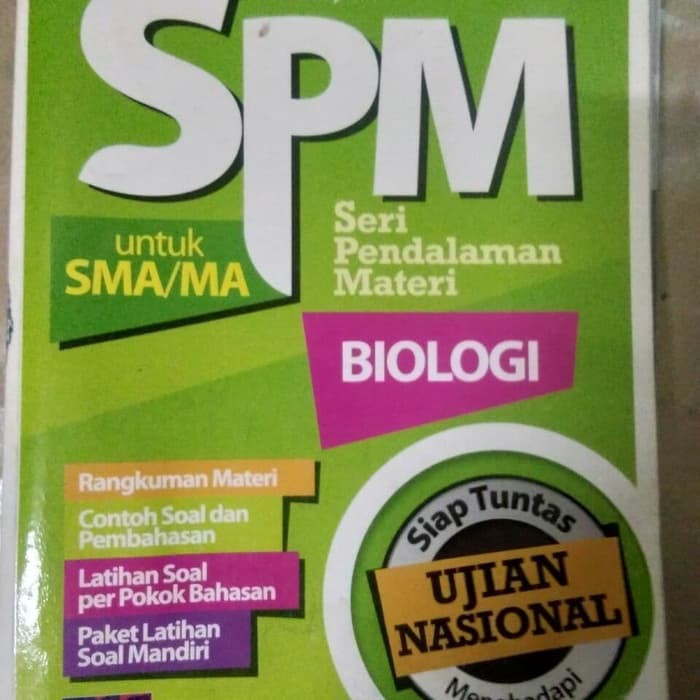 SPM
untuk
SMA/MA
Seri
Pendalaman
Materi
BIOLOGI
Rangkuman Materi
Contoh Soal dan
Pembahasan
Latihan Soal
per Pokok Bahasan
Paket Latihan
Soal Mandiri
Siap Tuntas
UJIAN
NASIONAL
Menghadapi